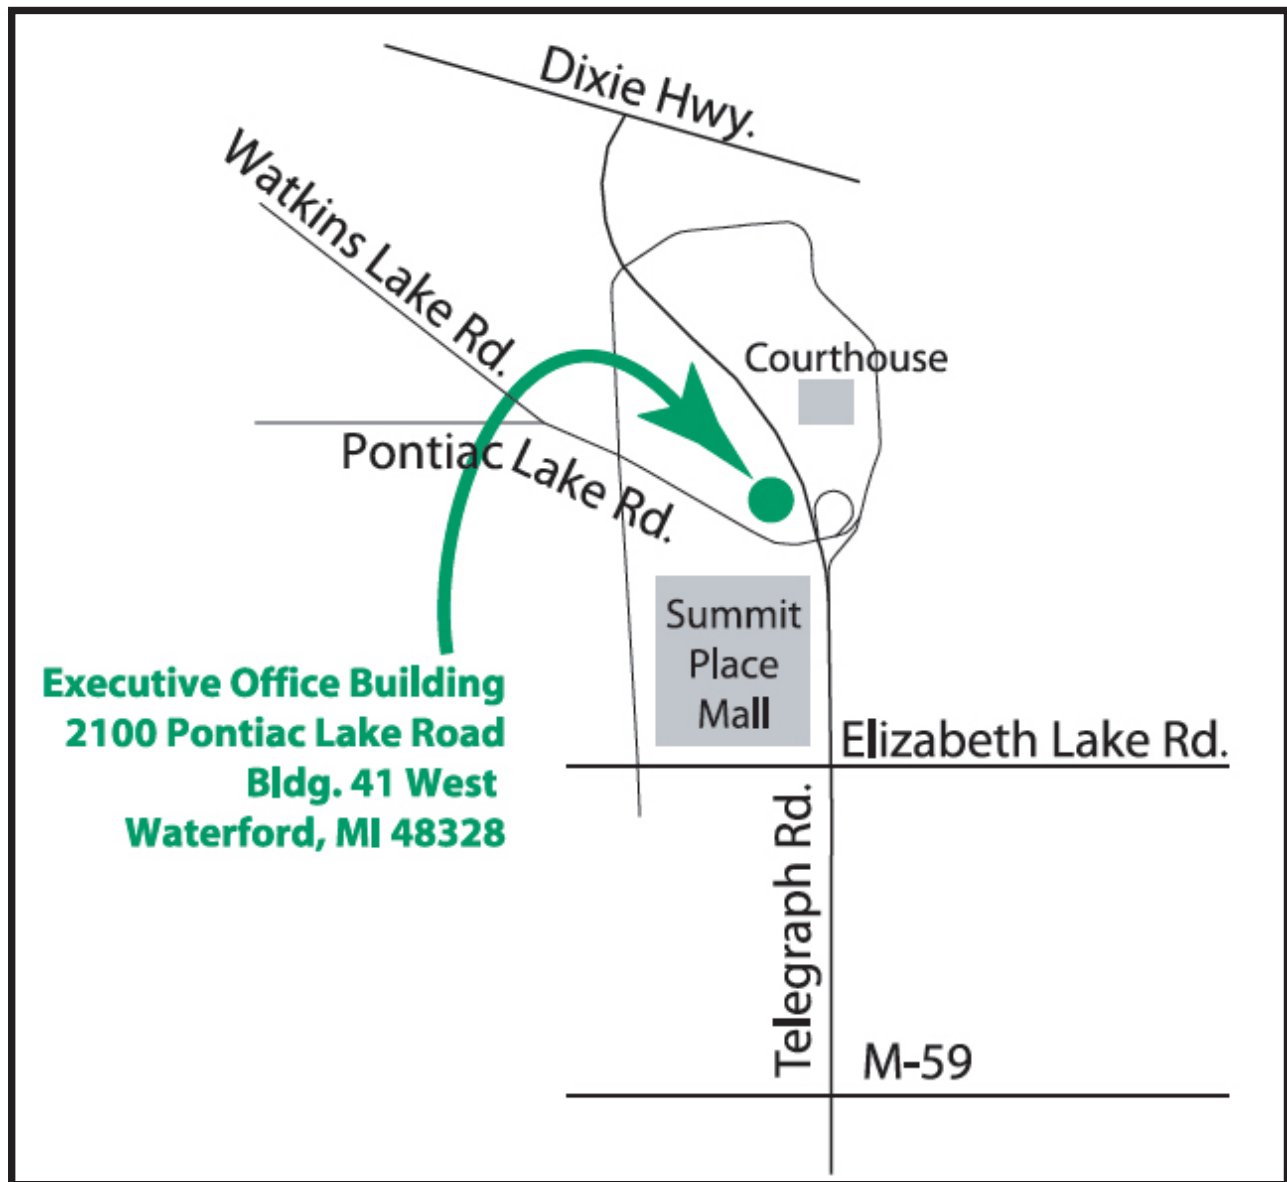 Dixie Hwy.
Watkins Lake Rd.
Courthouse
Pontiac Lake Rd.
Summit
Place
Mall
Executive Office Building
2100 Pontiac Lake Road
Bldg. 41 West
Waterford, MI 48328
Elizabeth Lake Rd.
Telegraph Rd.
M-59